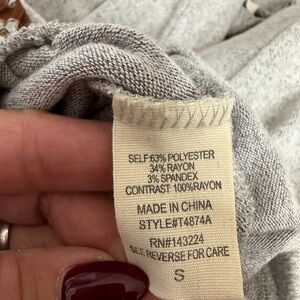 SELF:63% POLYESTER
34% RAYON
3% SPANDEX
CONTRAST 100%RAYON
MADE IN CHINA
STYLE#T4874A
RN#143224
SEE REVERSE FOR CARE
S